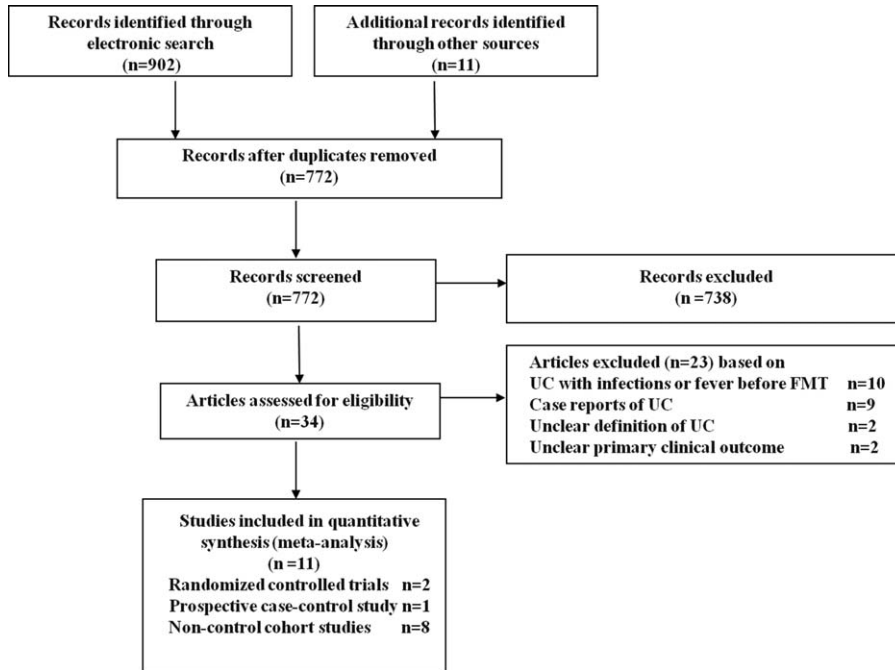 Records identified through
electronic search
(n=902)
Additional records identified
through other sources
(n=11)
Records after duplicates removed
(n=772)
Records screened
(n=772)
Records excluded
(n =738)
Articles assessed for eligibility
(n=34)
Articles excluded (n=23) based on
UC with infections or fever before FMT n=10
Case reports of UC n=9
Unclear definition of UC n=2
Unclear primary clinical outcome n=2
Studies included in quantitative
synthesis (meta-analysis)
(n =11)
Randomized controlled trials n=2
Prospective case-control study n=1
Non-control cohort studies n=8